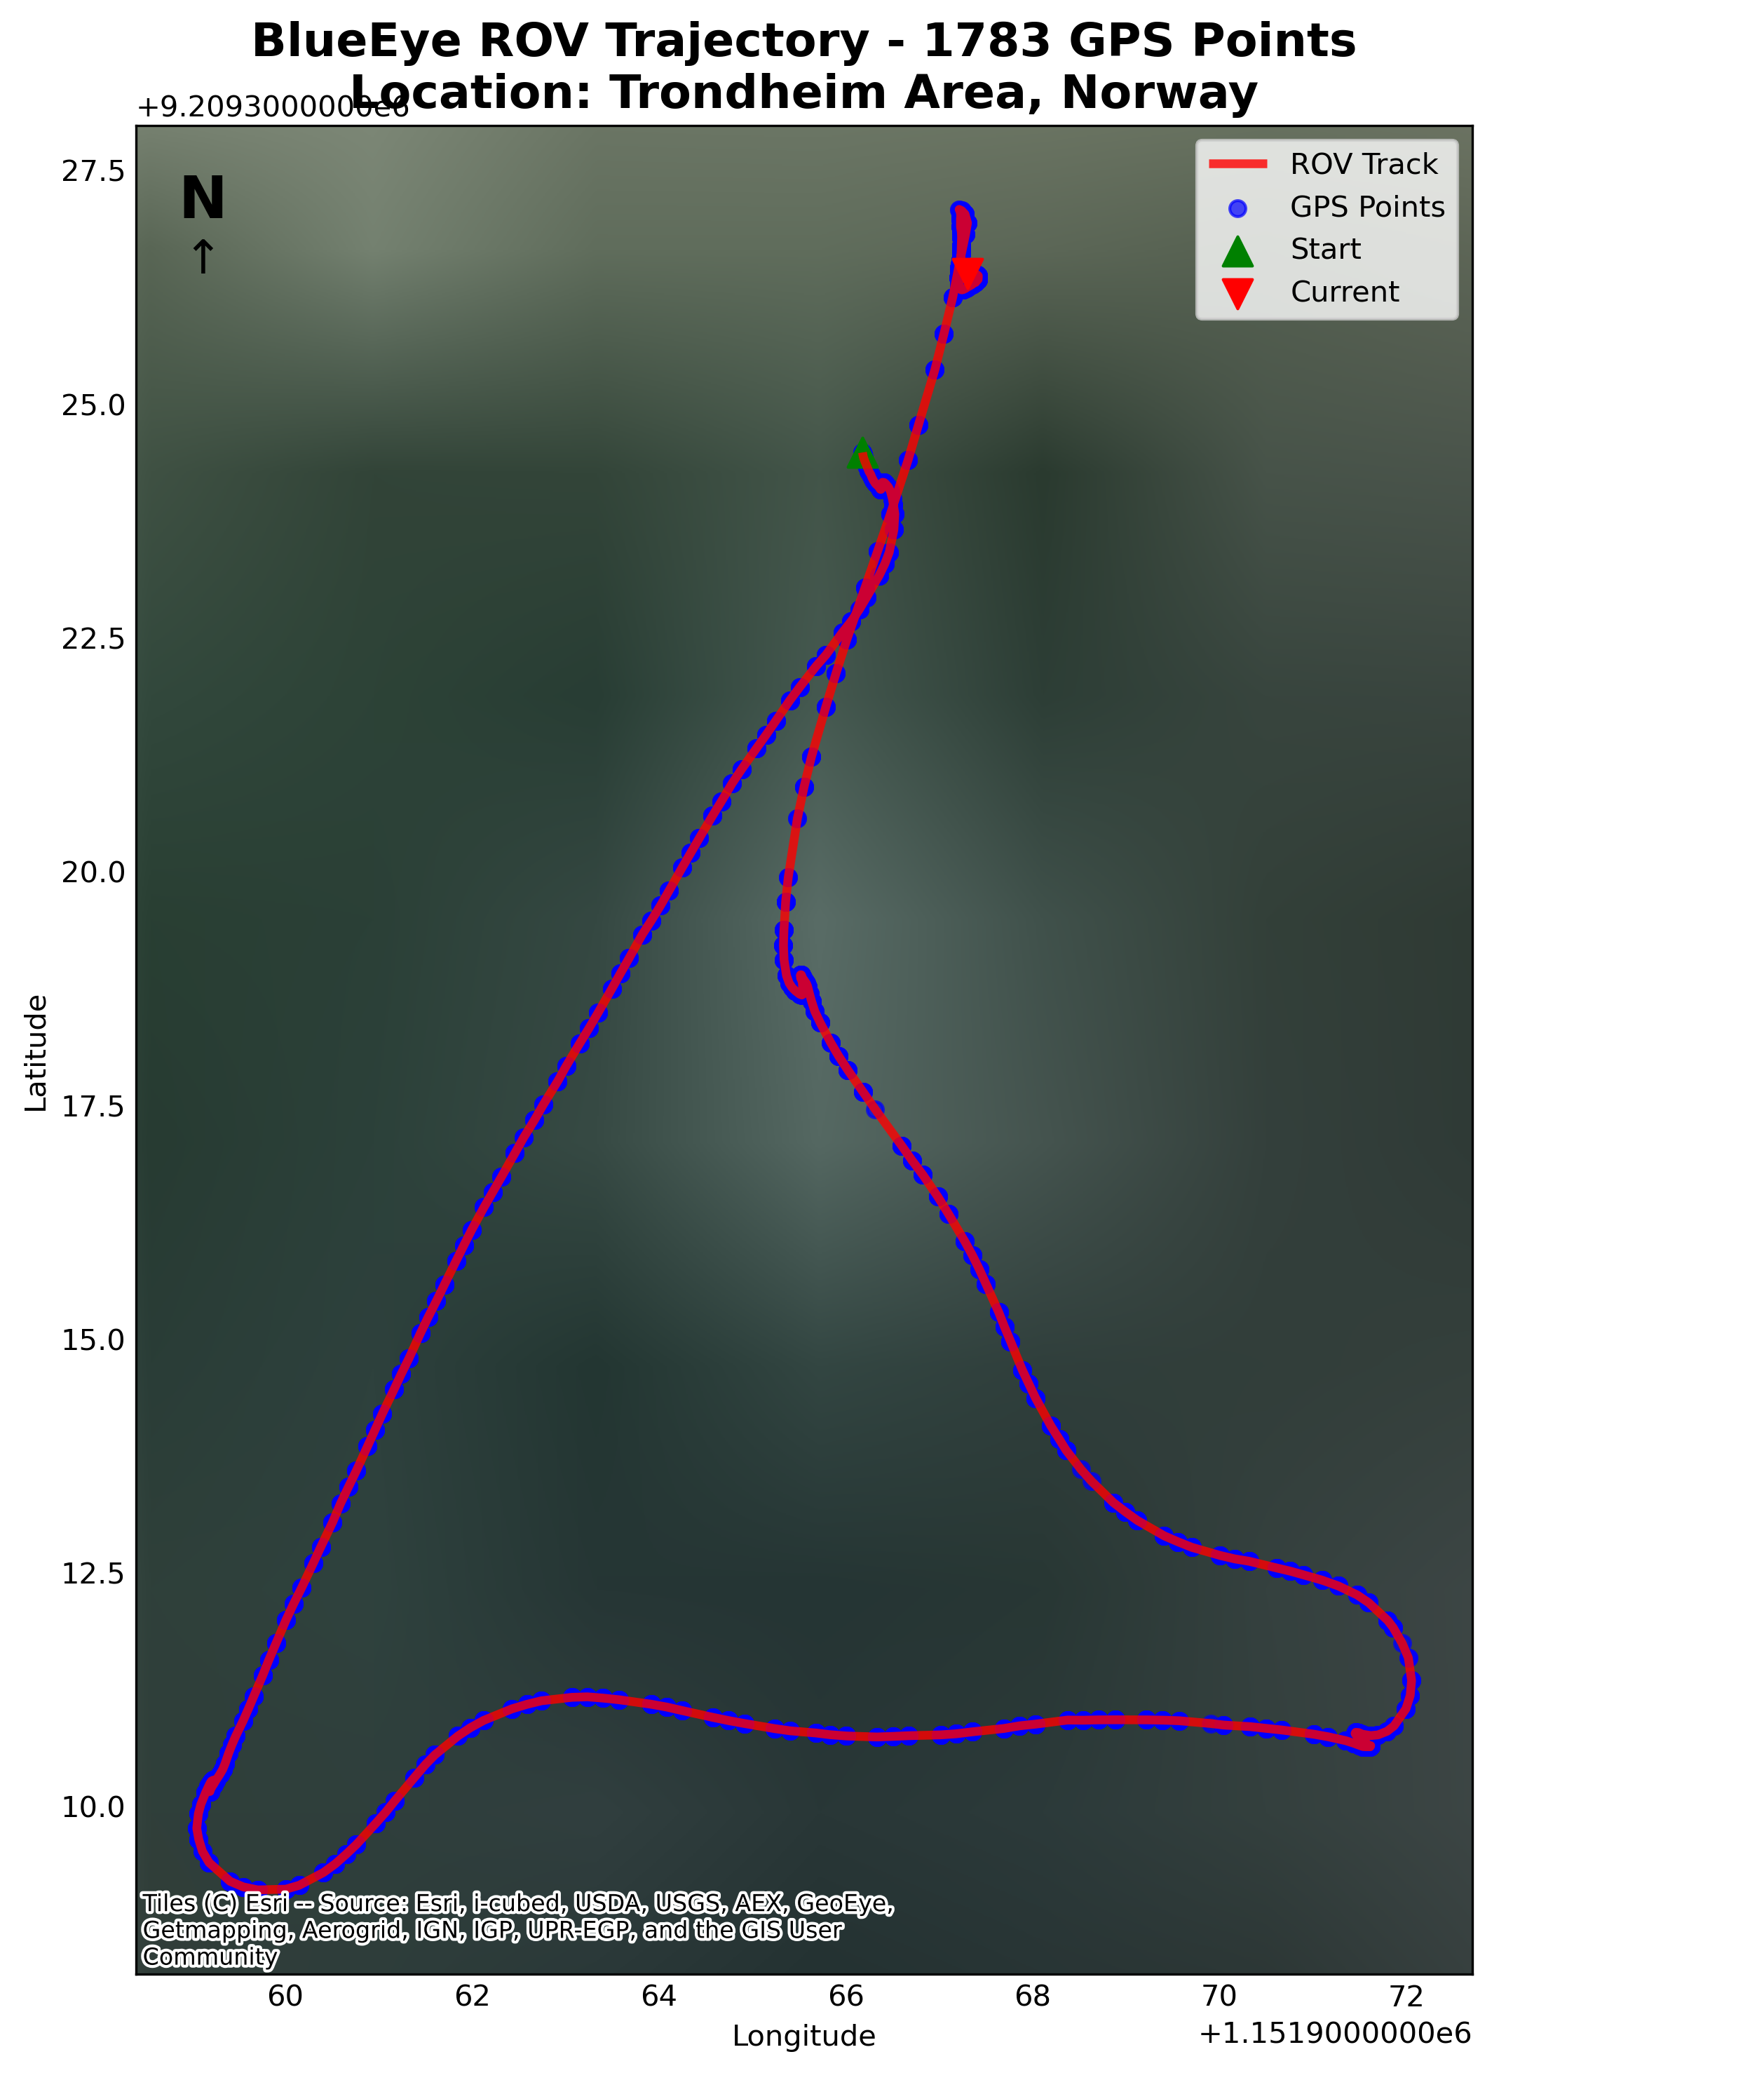 BlueEye ROV Trajectory - 1783 GPS Points
Location: Trondheim Area, Norway
+9.2093000000e6
N
↑
ROV Track
GPS Points
Start
Current
27.5
25.0
22.5
20.0
17.5
15.0
12.5
10.0
Latitude
Tiles (C) Esri -- Source: Esri, i-cubed, USDA, USGS, AEX, GeoEye,
Getmapping, Aerogrid, IGN, IGP, UPR-EGP, and the GIS User
Community
60 62 64 66 68 70 72
Longitude
+1.1519000000e6